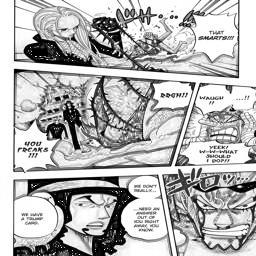 THAT
SMARTS!!!
RRGH!!
YOU
FREAKS
!!!
WAUGH
...!!
YEEK!
W-W-WHAT
SHOULD
I DO?!!
WE DON'T
REALLY...
...NEED AN
ANSWER
OUT OF
YOU RIGHT
AWAY, YOU
KNOW.
WE HAVE
A TRUMP
CARD.